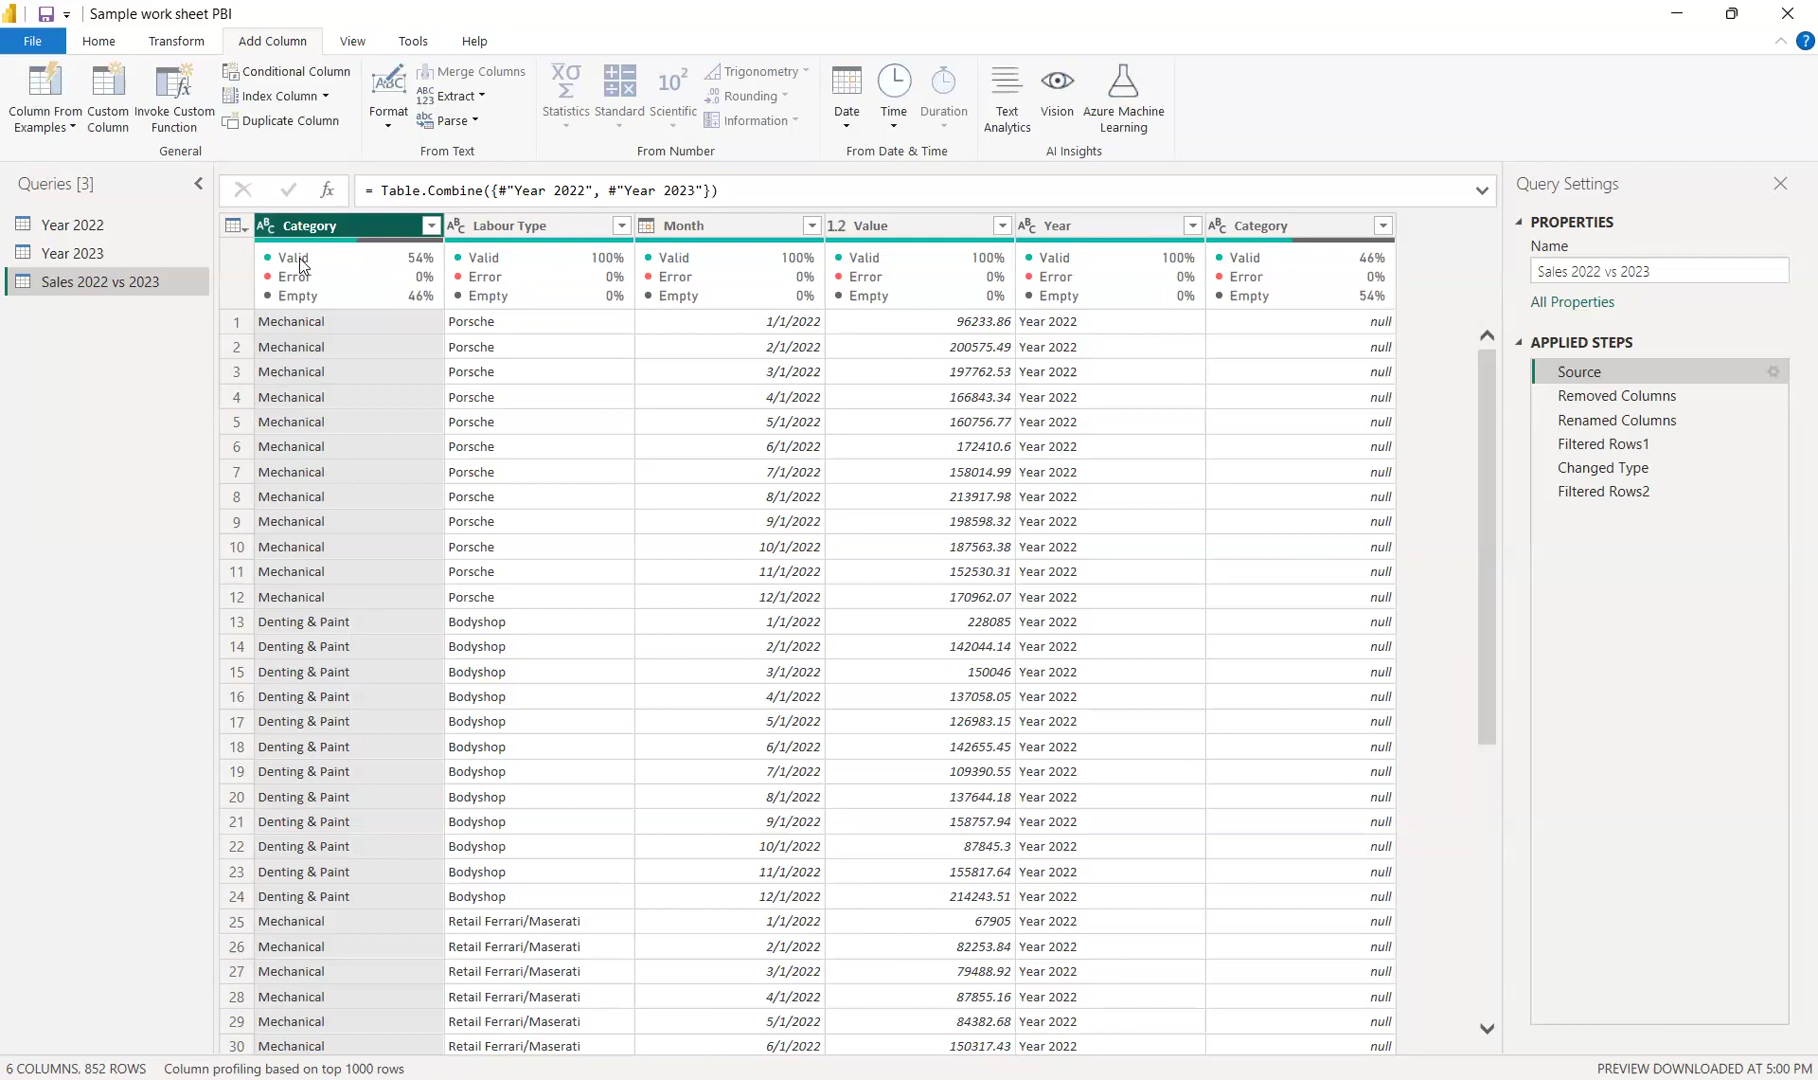 Sample work sheet PBI
File Home Transform Add Column View Tools Help
Column From Examples
Custom Column
Invoke Custom Function
Conditional Column
Index Column
Duplicate Column
General
Format
Merge Columns
Extract
Parse
From Text
Statistics
Standard
Scientific
Trigonometry
Rounding
Information
From Number
Date
Time
Duration
From Date & Time
Text Analytics
Vision
Azure Machine Learning
AI Insights
Queries [3]
Year 2022
Year 2023
Sales 2022 vs 2023
= Table.Combine({#"Year 2022", #"Year 2023"})
Category Labour Type Month 1.2 Value Year Category
Valid 54% Valid 100% Valid 100% Valid 100% Valid 100% Valid 46%
Error 0% Error 0% Error 0% Error 0% Error 0% Error 0%
Empty 46% Empty 0% Empty 0% Empty 0% Empty 0% Empty 54%
1 Mechanical Porsche 1/1/2022 96233.86 Year 2022 null
2 Mechanical Porsche 2/1/2022 200575.49 Year 2022 null
3 Mechanical Porsche 3/1/2022 197762.53 Year 2022 null
4 Mechanical Porsche 4/1/2022 166843.34 Year 2022 null
5 Mechanical Porsche 5/1/2022 160756.77 Year 2022 null
6 Mechanical Porsche 6/1/2022 172410.6 Year 2022 null
7 Mechanical Porsche 7/1/2022 158014.99 Year 2022 null
8 Mechanical Porsche 8/1/2022 213917.98 Year 2022 null
9 Mechanical Porsche 9/1/2022 198598.32 Year 2022 null
10 Mechanical Porsche 10/1/2022 187563.38 Year 2022 null
11 Mechanical Porsche 11/1/2022 152530.31 Year 2022 null
12 Mechanical Porsche 12/1/2022 170962.07 Year 2022 null
13 Denting & Paint Bodyshop 1/1/2022 228085 Year 2022 null
14 Denting & Paint Bodyshop 2/1/2022 142044.14 Year 2022 null
15 Denting & Paint Bodyshop 3/1/2022 150046 Year 2022 null
16 Denting & Paint Bodyshop 4/1/2022 137058.05 Year 2022 null
17 Denting & Paint Bodyshop 5/1/2022 126983.15 Year 2022 null
18 Denting & Paint Bodyshop 6/1/2022 142655.45 Year 2022 null
19 Denting & Paint Bodyshop 7/1/2022 109390.55 Year 2022 null
20 Denting & Paint Bodyshop 8/1/2022 137644.18 Year 2022 null
21 Denting & Paint Bodyshop 9/1/2022 158757.94 Year 2022 null
22 Denting & Paint Bodyshop 10/1/2022 87845.3 Year 2022 null
23 Denting & Paint Bodyshop 11/1/2022 155817.64 Year 2022 null
24 Denting & Paint Bodyshop 12/1/2022 214243.51 Year 2022 null
25 Mechanical Retail Ferrari/Maserati 1/1/2022 67905 Year 2022 null
26 Mechanical Retail Ferrari/Maserati 2/1/2022 82253.84 Year 2022 null
27 Mechanical Retail Ferrari/Maserati 3/1/2022 79488.92 Year 2022 null
28 Mechanical Retail Ferrari/Maserati 4/1/2022 87855.16 Year 2022 null
29 Mechanical Retail Ferrari/Maserati 5/1/2022 84382.68 Year 2022 null
30 Mechanical Retail Ferrari/Maserati 6/1/2022 150317.43 Year 2022 null
Query Settings
PROPERTIES
Name
Sales 2022 vs 2023
All Properties
APPLIED STEPS
Source
Removed Columns
Renamed Columns
Filtered Rows1
Changed Type
Filtered Rows2
6 COLUMNS, 852 ROWS Column profiling based on top 1000 rows
PREVIEW DOWNLOADED AT 5:00 PM